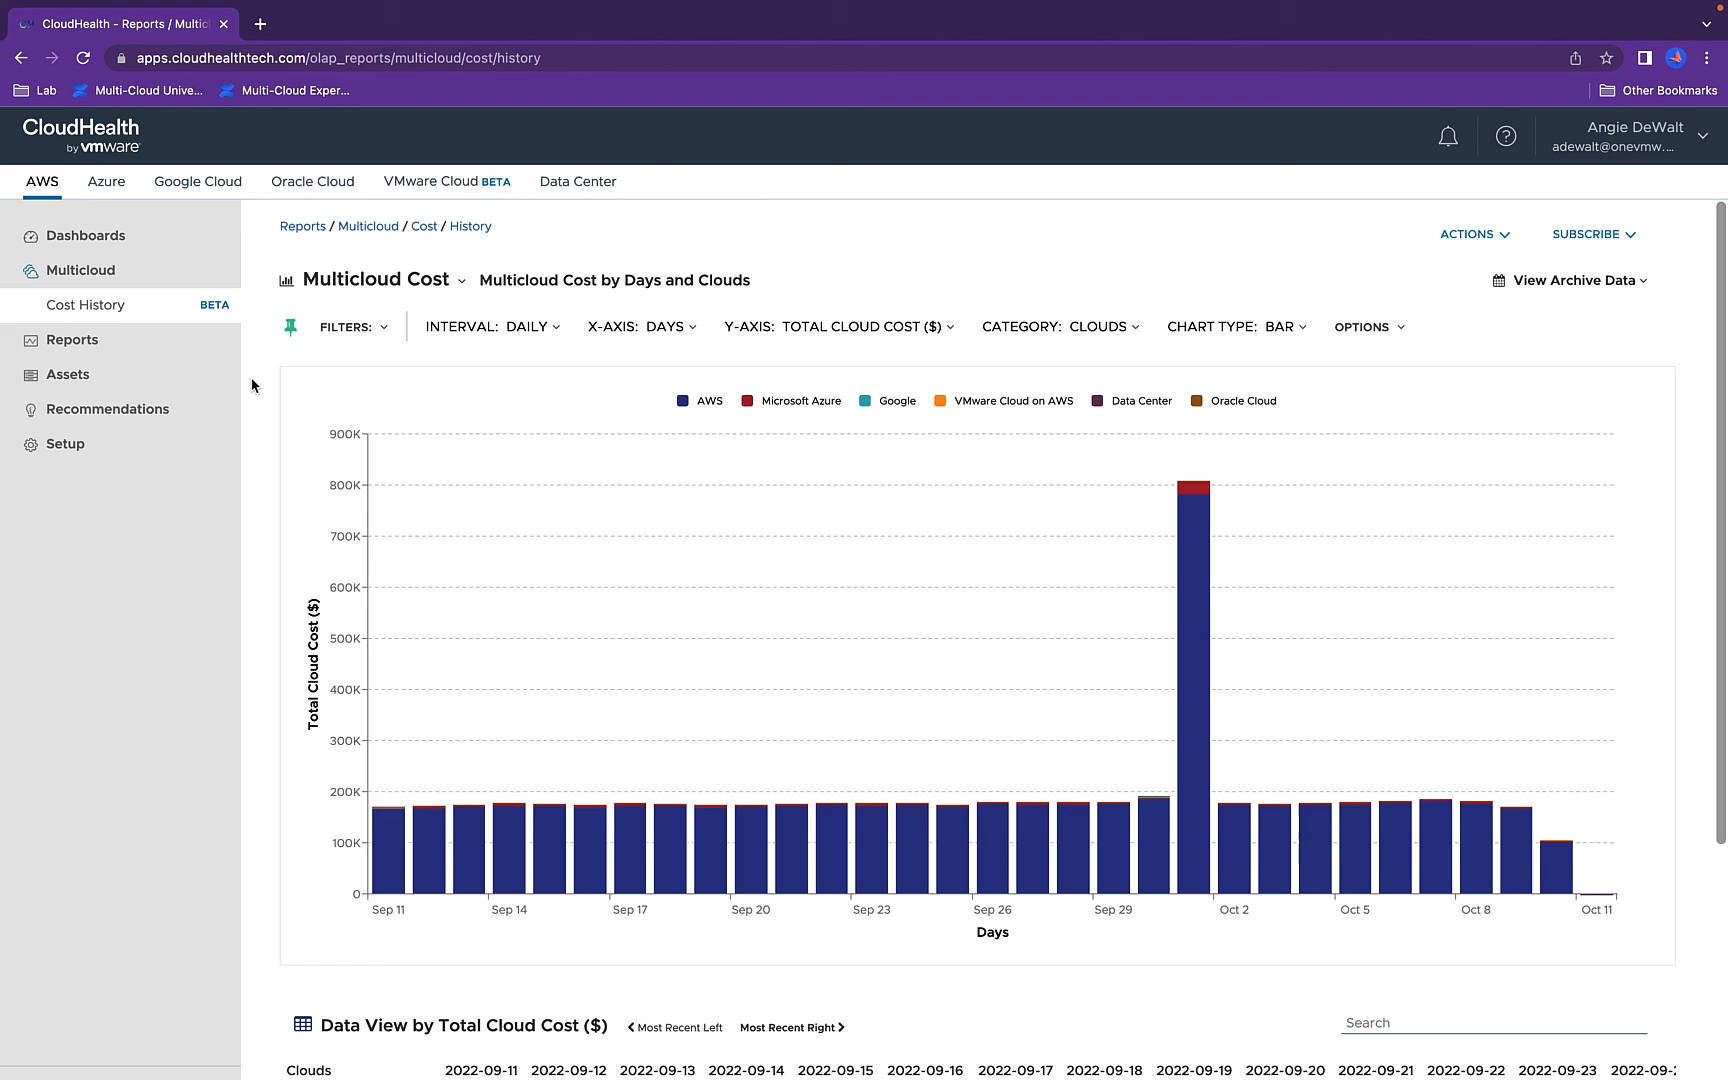 CloudHealth - Reports / Multic
apps.cloudhealthtech.com/olap_reports/multicloud/cost/history
Lab
Multi-Cloud Unive...
Multi-Cloud Exper...
Other Bookmarks
CloudHealth
by vmware
Angie DeWalt
adewalt@onevmw....
AWS
Azure
Google Cloud
Oracle Cloud
VMware Cloud BETA
Data Center
Dashboards
Multicloud
Cost History BETA
Reports
Assets
Recommendations
Setup
Reports / Multicloud / Cost / History
ACTIONS
SUBSCRIBE
Multicloud Cost
Multicloud Cost by Days and Clouds
View Archive Data
FILTERS:
INTERVAL: DAILY
X-AXIS: DAYS
Y-AXIS: TOTAL CLOUD COST ($)
CATEGORY: CLOUDS
CHART TYPE: BAR
OPTIONS
AWS
Microsoft Azure
Google
VMware Cloud on AWS
Data Center
Oracle Cloud
Total Cloud Cost ($)
900K
800K
700K
600K
500K
400K
300K
200K
100K
0
Sep 11
Sep 14
Sep 17
Sep 20
Sep 23
Sep 26
Sep 29
Oct 2
Oct 5
Oct 8
Oct 11
Days
Data View by Total Cloud Cost ($)
Most Recent Left
Most Recent Right
Search
Clouds 2022-09-11 2022-09-12 2022-09-13 2022-09-14 2022-09-15 2022-09-16 2022-09-17 2022-09-18 2022-09-19 2022-09-20 2022-09-21 2022-09-22 2022-09-23 2022-09-